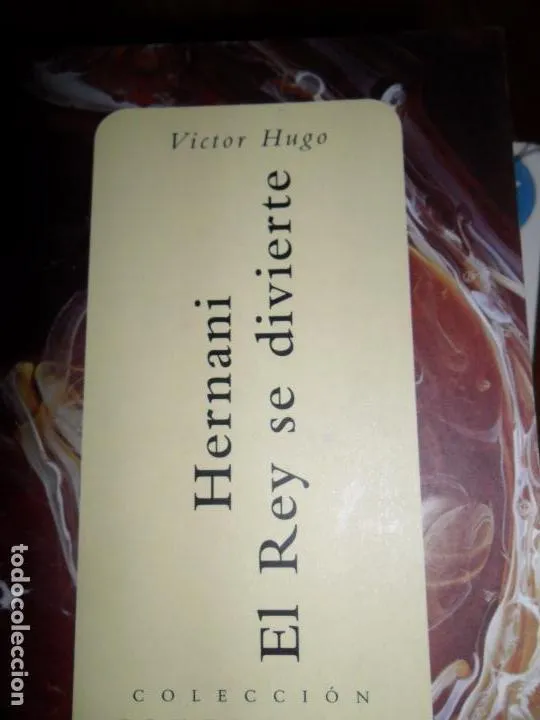 Victor Hugo
Hernani
El Rey se divierte
COLECCIÓN
todocoleccion